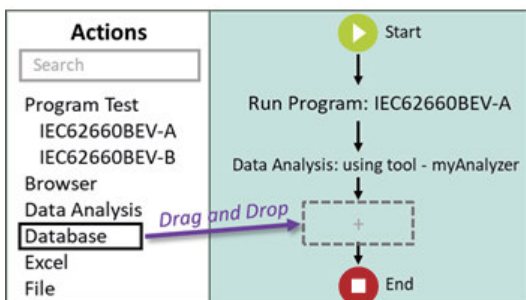 Actions
Search
Program Test
IEC62660BEV-A
IEC62660BEV-B
Browser
Data Analysis
Database
Excel
File
Drag and Drop
Start
Run Program: IEC62660BEV-A
Data Analysis: using tool - myAnalyzer
+
End